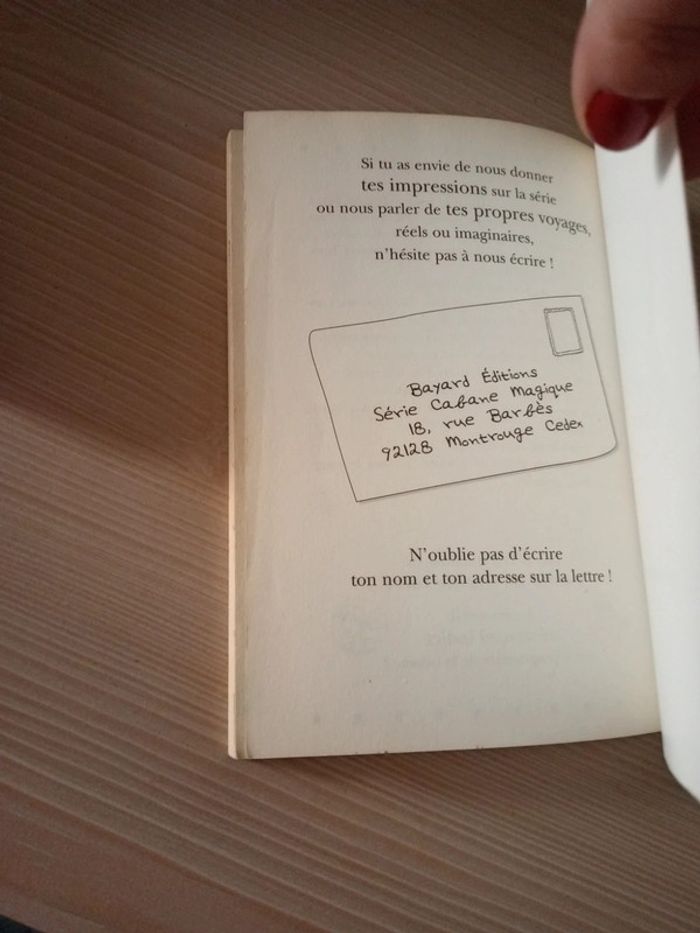 Si tu as envie de nous donner
tes impressions sur la série
ou nous parler de tes propres voyages,
réels ou imaginaires,
n'hésite pas à nous écrire !
Bayard Éditions
Série Cabane Magique
18, rue Barbès
92128 Montrouge Cedex
N'oublie pas d'écrire
ton nom et ton adresse sur la lettre !